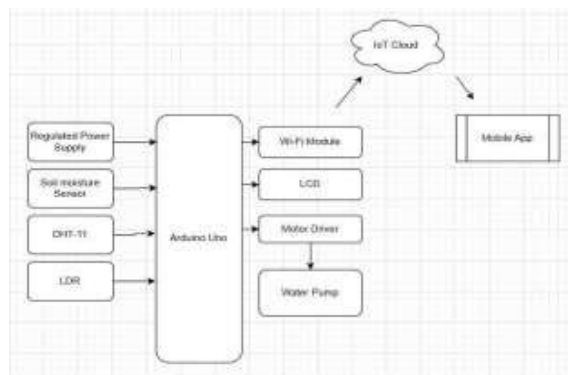 IoT Cloud
Regulated Power
Supply
Wi-Fi Module
Mobile App
Soil moisture
Sensor
LCD
DHT-11
Arduino Uno
Motor Driver
LDR
Water Pump